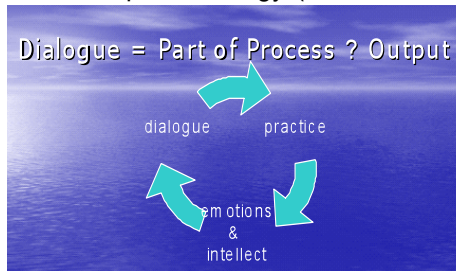 Dialogue = Part of Process ? Output
dialogue practice
emotions
&
intellect